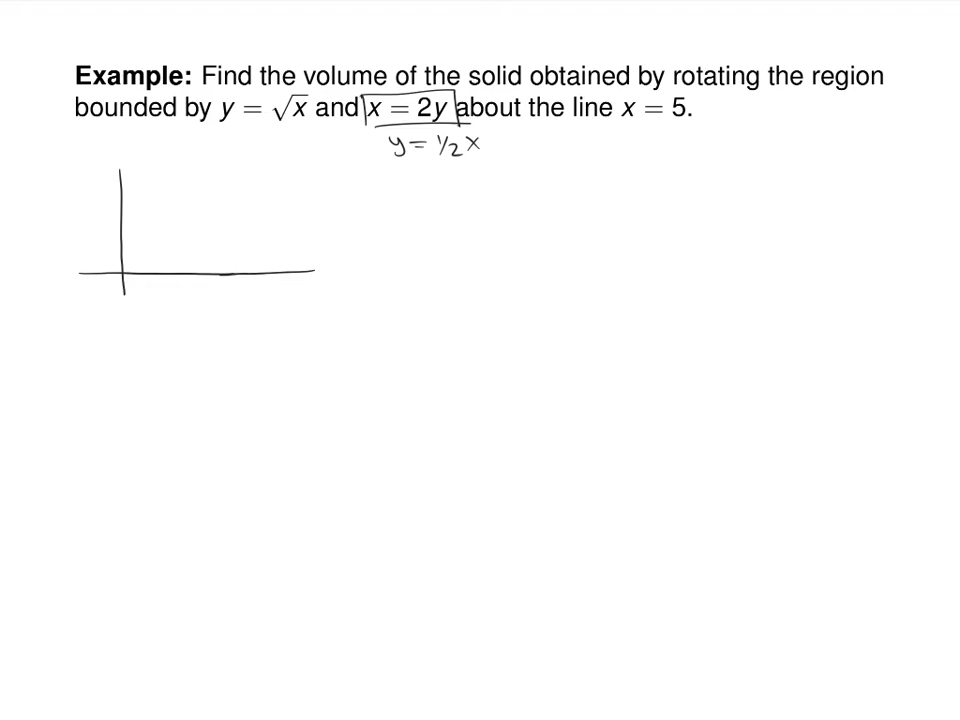 Example: Find the volume of the solid obtained by rotating the region
bounded by y = √x and x = 2y about the line x = 5.
y = 1/2 x